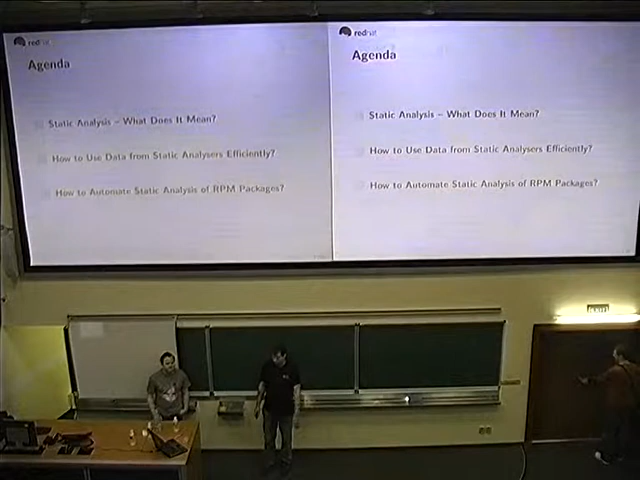 redhat
Agenda
Static Analysis – What Does It Mean?
How to Use Data from Static Analysers Efficiently?
How to Automate Static Analysis of RPM Packages?
redhat
Agenda
Static Analysis – What Does It Mean?
How to Use Data from Static Analysers Efficiently?
How to Automate Static Analysis of RPM Packages?